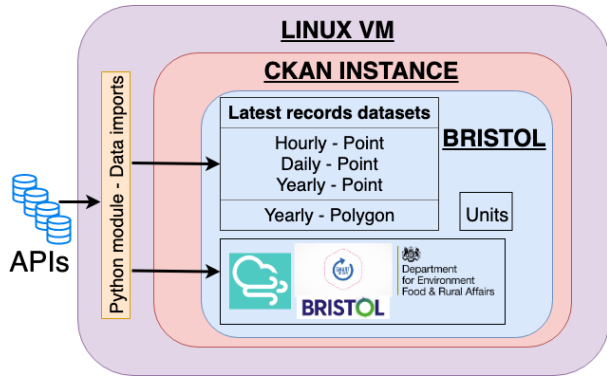 LINUX VM
CKAN INSTANCE
BRISTOL
Latest records datasets
Hourly - Point
Daily - Point
Yearly - Point
Yearly - Polygon
Units
Python module - Data imports
APIs
BRISTOL
Department
for Environment
Food & Rural Affairs